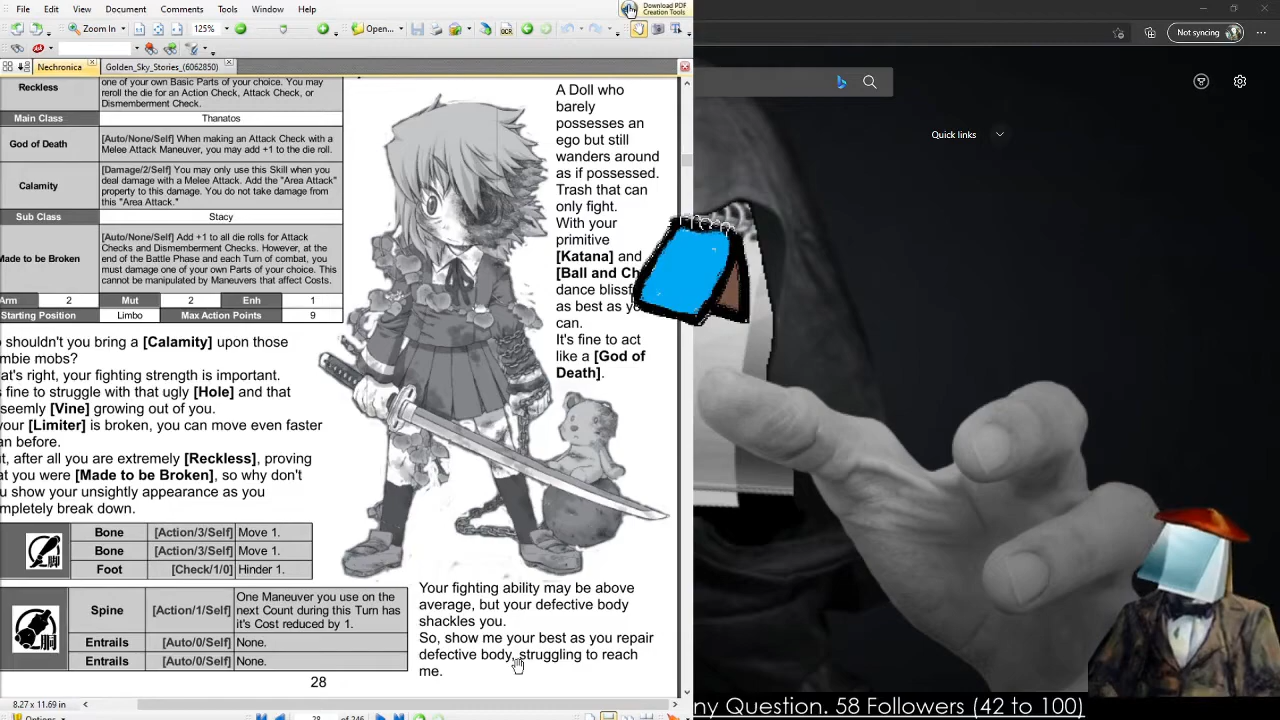 File Edit View Document Comments Window Help
Download PDF
Creation Tools
Zoom In 125% Open... OCR
Nechronica Golden_Sky_Stories_(6062850)
Reckless
one of your own Basic Parts of your choice. You may
reroll the die for an Action Check, Attack Check, or
Dismemberment Check.
Main Class Thanatos
God of Death
[Auto/None/Self] When making an Attack Check with a
Melee Attack Maneuver, you may add +1 to the die roll.
Calamity
[Damage/2/Self] You may only use this Skill when you
deal damage with a Melee Attack. Add the "Area Attack"
property to this damage. You do not take damage from
this "Area Attack."
Sub Class Stacy
Made to be Broken
[Auto/None/Self] Add +1 to all die rolls for Attack
Checks and Dismemberment Checks. However, at the
end of the Battle Phase and each Turn of combat, you
must damage one of your own Parts of your choice. This
cannot be manipulated by Maneuvers that affect Costs.
Arm 2 Mut 2 Enh 1
Starting Position Limbo Max Action Points 9
shouldn't you bring a [Calamity] upon those
mbie mobs?
at's right, your fighting strength is important.
s fine to struggle with that ugly [Hole] and that
seemly [Vine] growing out of you.
your [Limiter] is broken, you can move even faster
an before.
t, after all you are extremely [Reckless], proving
at you were [Made to be Broken], so why don't
u show your unsightly appearance as you
mpletely break down.
Bone [Action/3/Self] Move 1.
Bone [Action/3/Self] Move 1.
Foot [Check/1/0] Hinder 1.
Spine [Action/1/Self] One Maneuver you use on the
next Count during this Turn has
it's Cost reduced by 1.
Entrails [Auto/0/Self] None.
Entrails [Auto/0/Self] None.
28
A Doll who
barely
possesses an
ego but still
wanders around
as if possessed.
Trash that can
only fight.
With your
primitive
[Katana] and
[Ball and Ch
dance blissf
as best as yo
can.
It's fine to act
like a [God of
Death].
Your fighting ability may be above
average, but your defective body
shackles you.
So, show me your best as you repair
defective body, struggling to reach
me.
8.27 x 11.69 in
Options 28 of 246
Not syncing
Quick links
ny Question. 58 Followers (42 to 100)